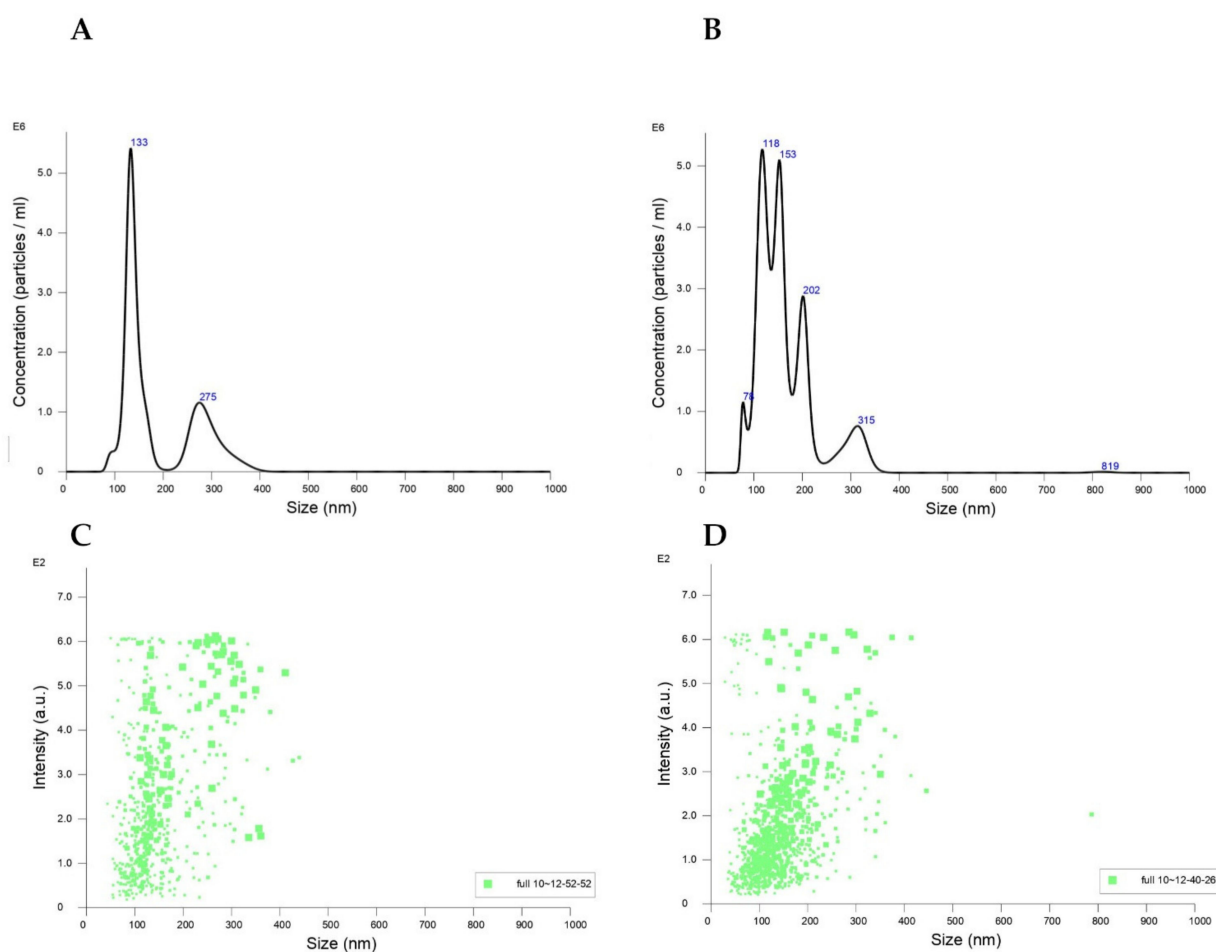 A
E6
5.0
4.0
3.0
2.0
1.0
0
133
275
0 100 200 300 400 500 600 700 800 900 1000
Concentration (particles / ml)
Size (nm)
B
E6
5.0
4.0
3.0
2.0
1.0
0
78
118
153
202
315
819
0 100 200 300 400 500 600 700 800 900 1000
Concentration (particles / ml)
Size (nm)
C
E2
7.0
6.0
5.0
4.0
3.0
2.0
1.0
0
0 100 200 300 400 500 600 700 800 900 1000
Intensity (a.u.)
Size (nm)
full 10~12-52-52
D
E2
7.0
6.0
5.0
4.0
3.0
2.0
1.0
0
0 100 200 300 400 500 600 700 800 900 1000
Intensity (a.u.)
Size (nm)
full 10~12-40-26